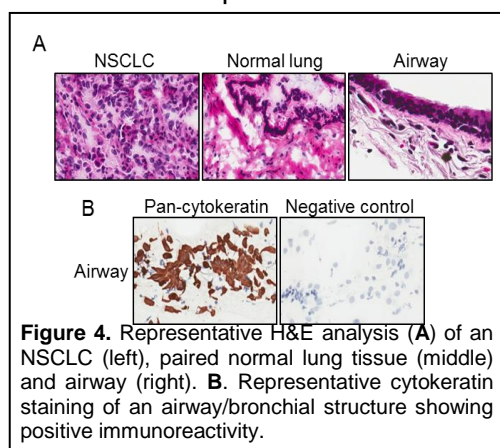 A
NSCLC Normal lung Airway
B
Pan-cytokeratin Negative control
Airway
Figure 4. Representative H&E analysis (A) of an
NSCLC (left), paired normal lung tissue (middle)
and airway (right). B. Representative cytokeratin
staining of an airway/bronchial structure showing
positive immunoreactivity.